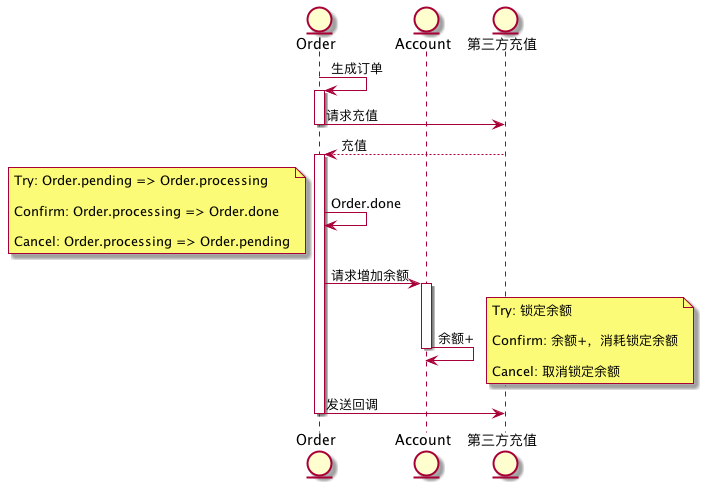 Order
Account
第三方充值
生成订单
请求充值
充值
Try: Order.pending => Order.processing
Confirm: Order.processing => Order.done
Cancel: Order.processing => Order.pending
Order.done
请求增加余额
Try: 锁定余额
Confirm: 余额+，消耗锁定余额
Cancel: 取消锁定余额
余额+
发送回调
Order
Account
第三方充值